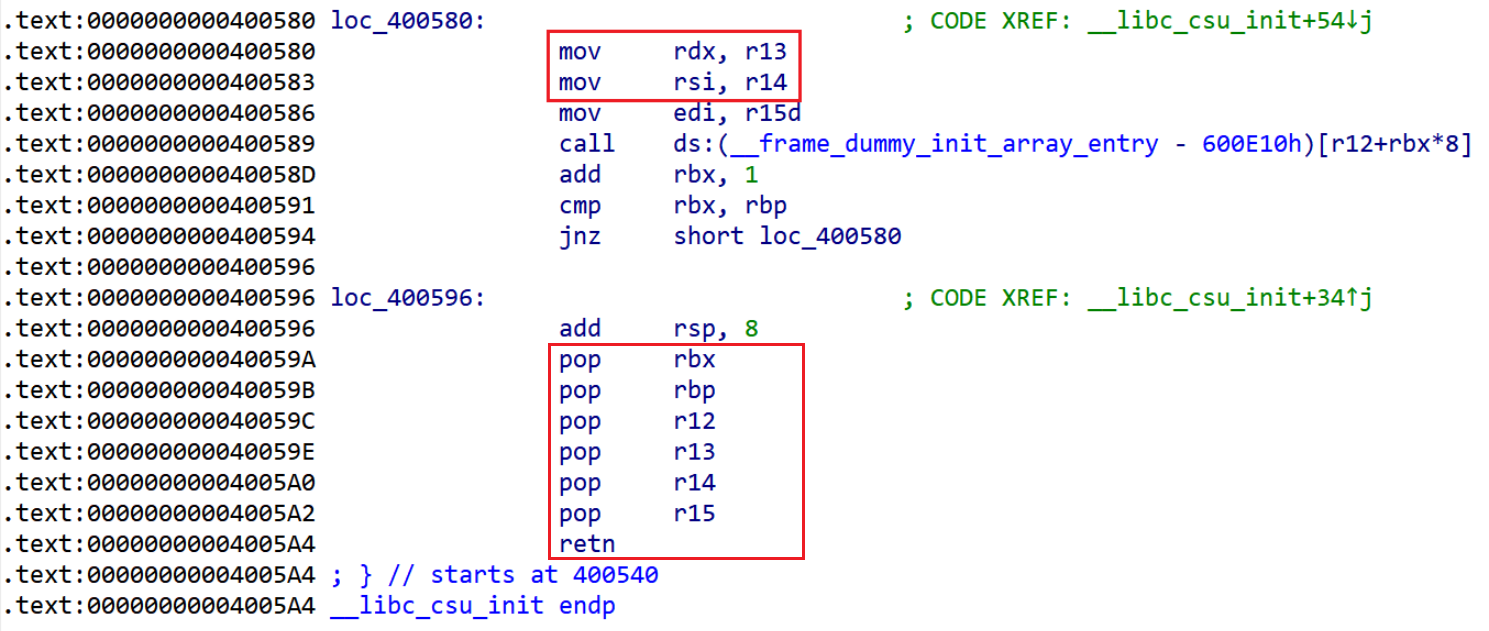 .text:0000000000400580 loc_400580: ; CODE XREF: __libc_csu_init+54↓j
.text:0000000000400580 mov rdx, r13
.text:0000000000400583 mov rsi, r14
.text:0000000000400586 mov edi, r15d
.text:0000000000400589 call ds:(__frame_dummy_init_array_entry - 600E10h)[r12+rbx*8]
.text:000000000040058D add rbx, 1
.text:0000000000400591 cmp rbx, rbp
.text:0000000000400594 jnz short loc_400580
.text:0000000000400596
.text:0000000000400596 loc_400596: ; CODE XREF: __libc_csu_init+34↑j
.text:0000000000400596 add rsp, 8
.text:000000000040059A pop rbx
.text:000000000040059B pop rbp
.text:000000000040059C pop r12
.text:000000000040059E pop r13
.text:00000000004005A0 pop r14
.text:00000000004005A2 pop r15
.text:00000000004005A4 retn
.text:00000000004005A4 ; } // starts at 400540
.text:00000000004005A4 __libc_csu_init endp